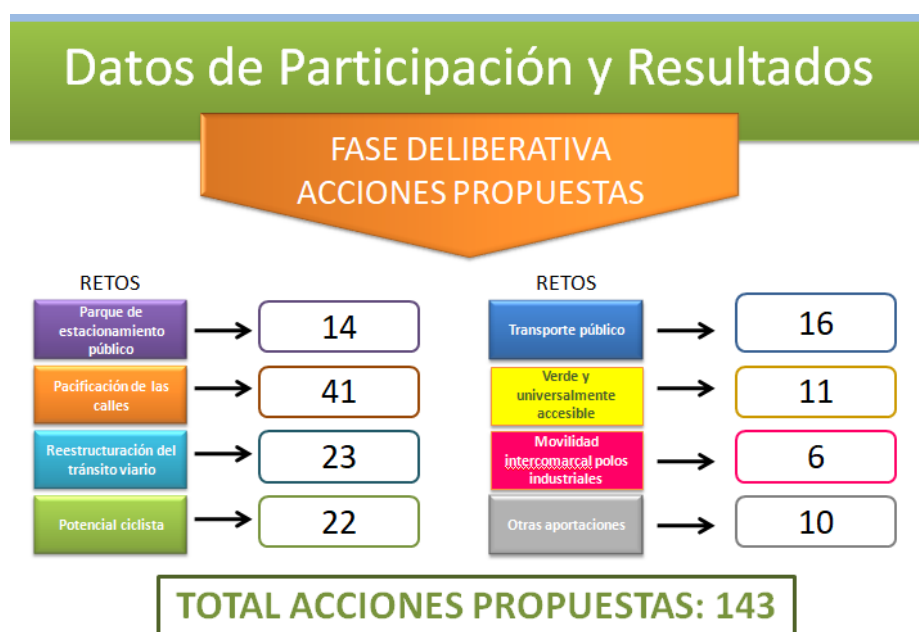 Datos de Participación y Resultados
FASE DELIBERATIVA
ACCIONES PROPUESTAS
RETOS
Parque de
estacionamiento
público
14
Pacificación de las
calles
41
Reestructuración del
tránsito viario
23
Potencial ciclista
22
RETOS
Transporte público
16
Verde y
universalmente
accesible
11
Movilidad
intercomarcal polos
industriales
6
Otras aportaciones
10
TOTAL ACCIONES PROPUESTAS: 143